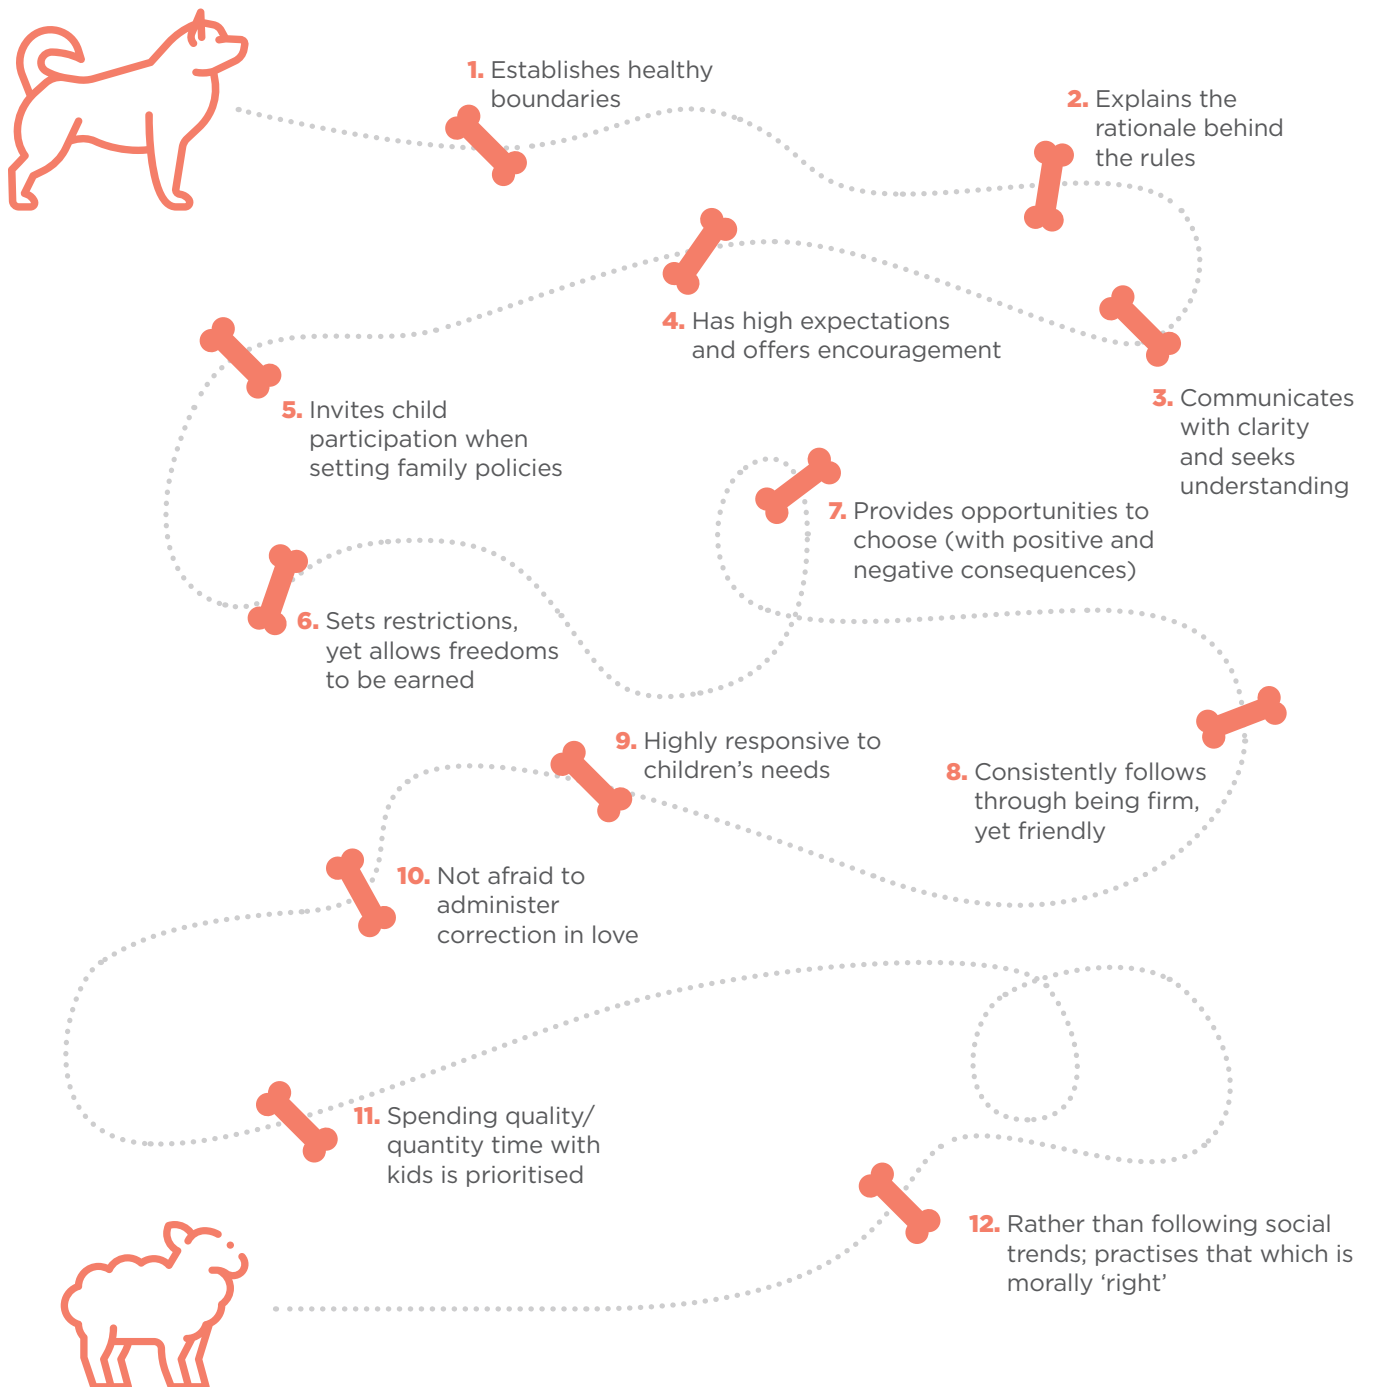 1. Establishes healthy
boundaries
2. Explains the
rationale behind
the rules
3. Communicates
with clarity
and seeks
understanding
4. Has high expectations
and offers encouragement
5. Invites child
participation when
setting family policies
6. Sets restrictions,
yet allows freedoms
to be earned
7. Provides opportunities to
choose (with positive and
negative consequences)
8. Consistently follows
through being firm,
yet friendly
9. Highly responsive to
children’s needs
10. Not afraid to
administer
correction in love
11. Spending quality/
quantity time with
kids is prioritised
12. Rather than following social
trends; practises that which is
morally ‘right’